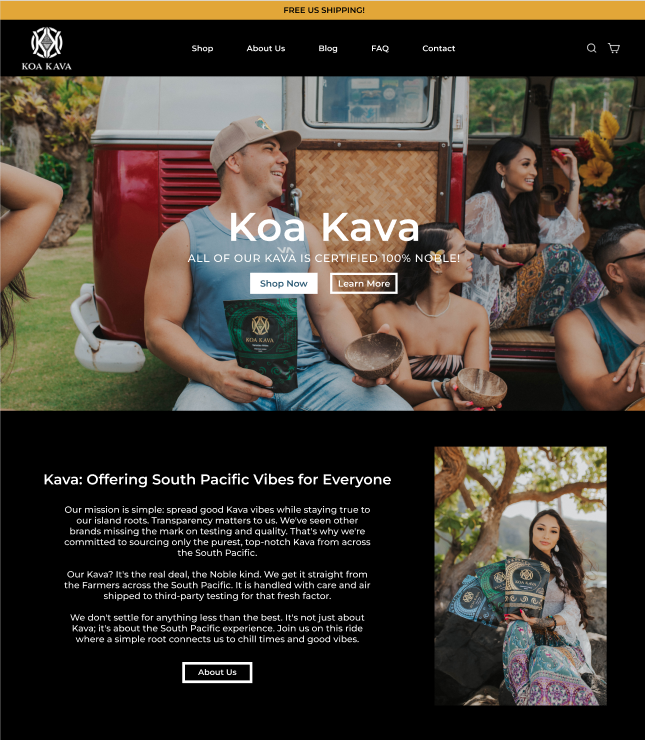 FREE US SHIPPING!
KOA KAVA
Shop
About Us
Blog
FAQ
Contact
Koa Kava
ALL OF OUR KAVA IS CERTIFIED 100% NOBLE!
Shop Now
Learn More
KOA KAVA
Kava: Offering South Pacific Vibes for Everyone
Our mission is simple: spread good Kava vibes while staying true to
our island roots. Transparency matters to us. We've seen other
brands missing the mark on testing and quality. That's why we're
committed to sourcing only the purest, top-notch Kava from across
the South Pacific.
Our Kava? It's the real deal, the Noble kind. We get it straight from
the Farmers across the South Pacific. It is handled with care and air
shipped to third-party testing for that fresh factor.
We don't settle for anything less than the best. It's not just about
Kava; it's about the South Pacific experience. Join us on this ride
where a simple root connects us to chill times and good vibes.
About Us